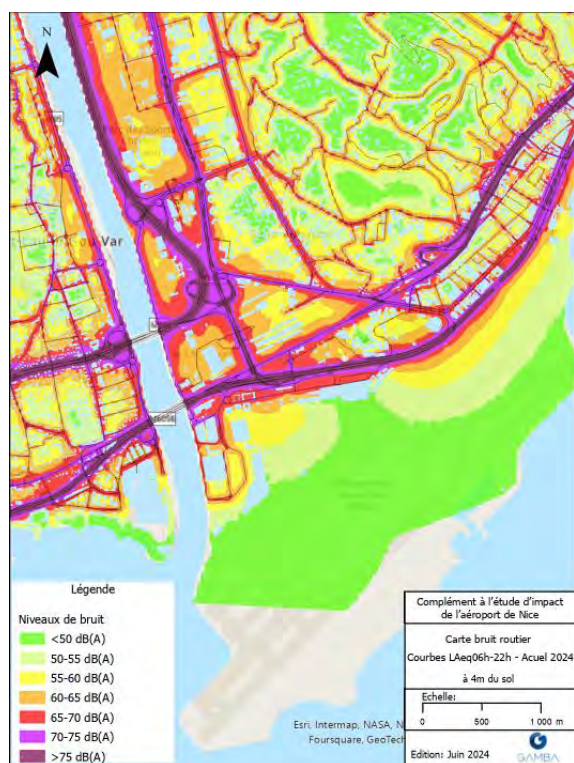 N
Var
Légende
Niveaux de bruit
<50 dB(A)
50-55 dB(A)
55-60 dB(A)
60-65 dB(A)
65-70 dB(A)
70-75 dB(A)
>75 dB(A)
Esri, Intermap, NASA, N
Foursquare, GeoTech
Complément à l'étude d'impact
de l'aéroport de Nice
Carte bruit routier
Courbes LAeq06h-22h - Acuel 2024
à 4m du sol
Echelle:
0 500 1 000 m
Edition: Juin 2024
GAMBA